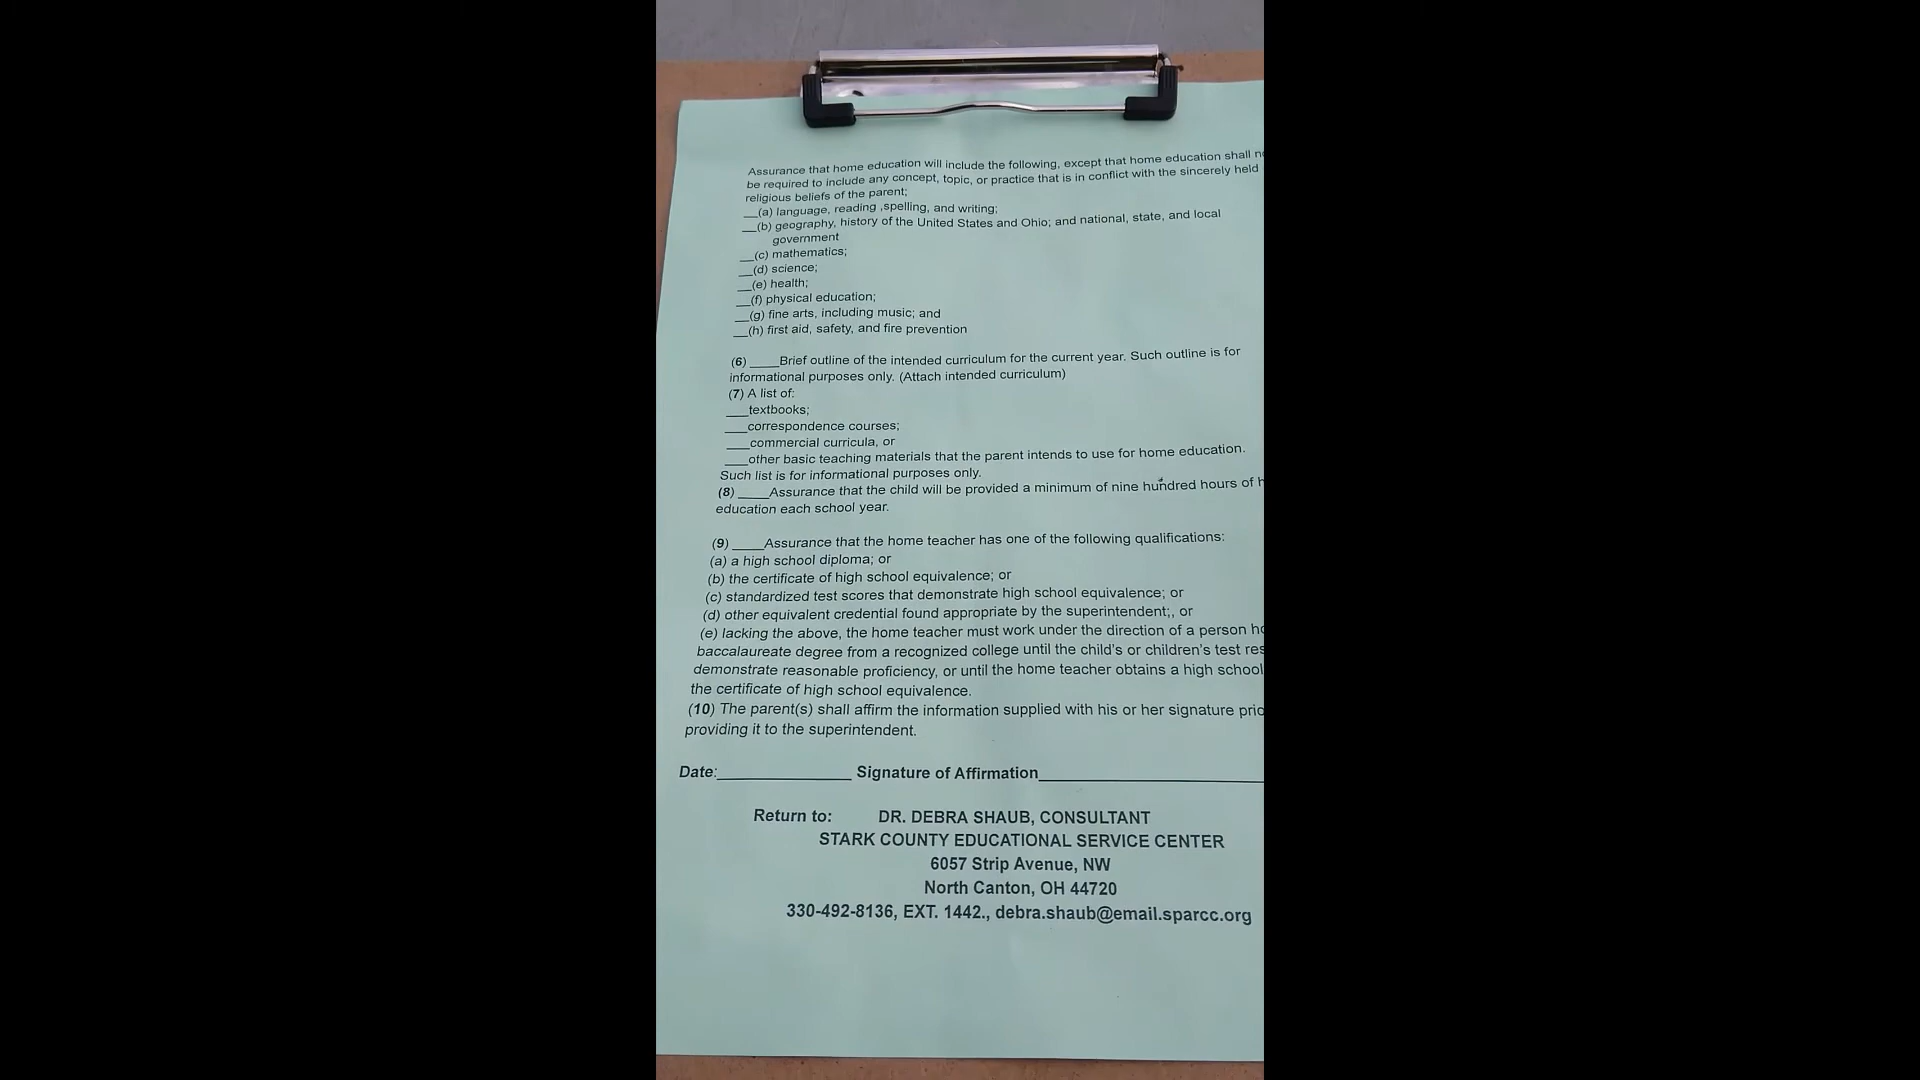 Assurance that home education will include the following, except that home education shall
be required to include any concept, topic, or practice that is in conflict with the sincerely held
religious beliefs of the parent;
__(a) language, reading ,spelling, and writing;
__(b) geography, history of the United States and Ohio; and national, state, and local
government
__(c) mathematics;
__(d) science;
__(e) health;
__(f) physical education;
__(g) fine arts, including music; and
__(h) first aid, safety, and fire prevention
(6) ____Brief outline of the intended curriculum for the current year. Such outline is for
informational purposes only. (Attach intended curriculum)
(7) A list of:
___textbooks;
___correspondence courses;
___commercial curricula, or
___other basic teaching materials that the parent intends to use for home education.
Such list is for informational purposes only.
(8) ____Assurance that the child will be provided a minimum of nine hundred hours of
education each school year.
(9) ____Assurance that the home teacher has one of the following qualifications:
(a) a high school diploma; or
(b) the certificate of high school equivalence; or
(c) standardized test scores that demonstrate high school equivalence; or
(d) other equivalent credential found appropriate by the superintendent;, or
(e) lacking the above, the home teacher must work under the direction of a person
baccalaureate degree from a recognized college until the child's or children's test
demonstrate reasonable proficiency, or until the home teacher obtains a high school
the certificate of high school equivalence.
(10) The parent(s) shall affirm the information supplied with his or her signature
providing it to the superintendent.
Date:______________ Signature of Affirmation________________________
Return to: DR. DEBRA SHAUB, CONSULTANT
STARK COUNTY EDUCATIONAL SERVICE CENTER
6057 Strip Avenue, NW
North Canton, OH 44720
330-492-8136, EXT. 1442., debra.shaub@email.sparcc.org